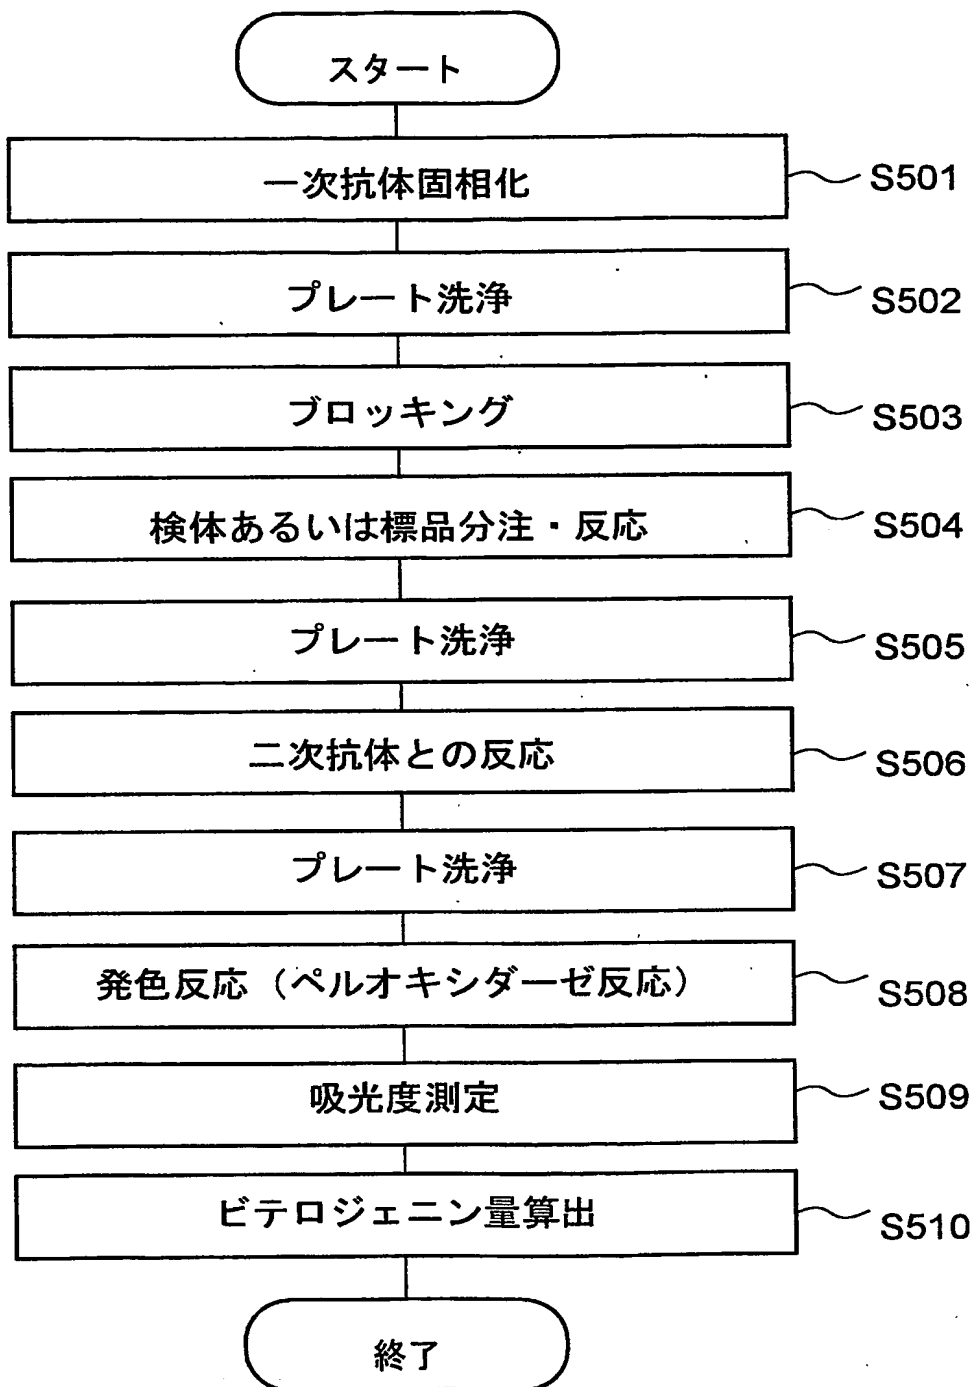 スタート
一次抗体固相化 S501
プレート洗浄 S502
ブロッキング S503
検体あるいは標品分注・反応 S504
プレート洗浄 S505
二次抗体との反応 S506
プレート洗浄 S507
発色反応（ペルオキシダーゼ反応） S508
吸光度測定 S509
ビテロジェニン量算出 S510
終了